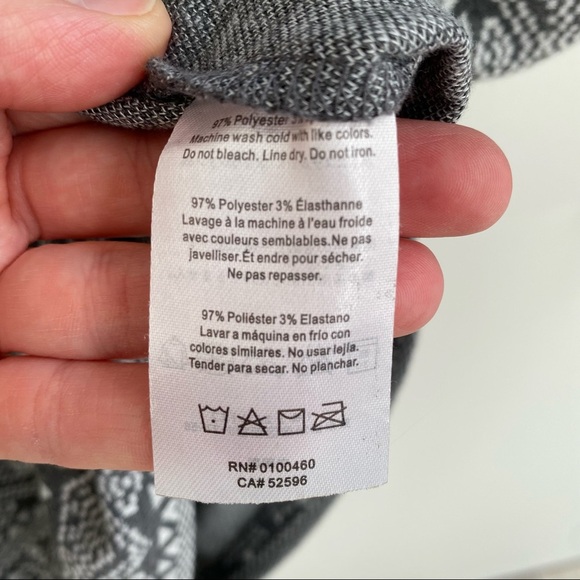 97% Polyester 3%
Machine wash cold with like colors.
Do not bleach. Line dry. Do not iron.
97% Polyester 3% Élasthanne
Lavage à la machine à l'eau froide
avec couleurs semblables.Ne pas
javelliser.Ét endre pour sécher.
Ne pas repasser.
97% Poliéster 3% Elastano
Lavar a máquina en frío con
colores similares. No usar lejía.
Tender para secar. No planchar.
RN# 0100460
CA# 52596